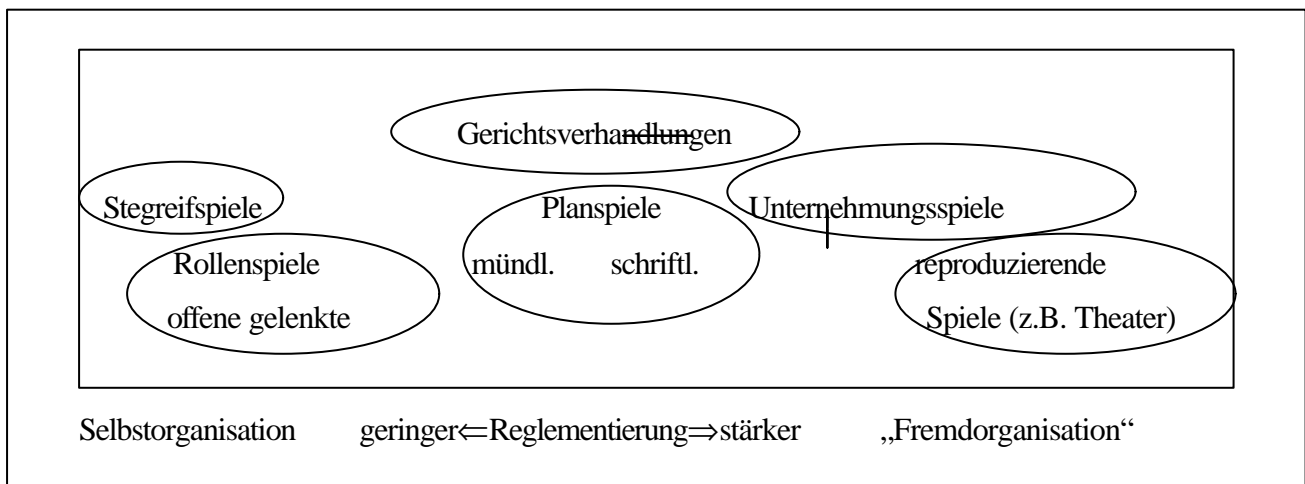 Gerichtsverhandlungen
Stegreifspiele Planspiele Unternehmungsspiele
Rollenspiele mündl. schriftl. reproduzierende
offene gelenkte Spiele (z.B. Theater)
Selbstorganisation geringer⇐Reglementierung⇒stärker „Fremdorganisation“